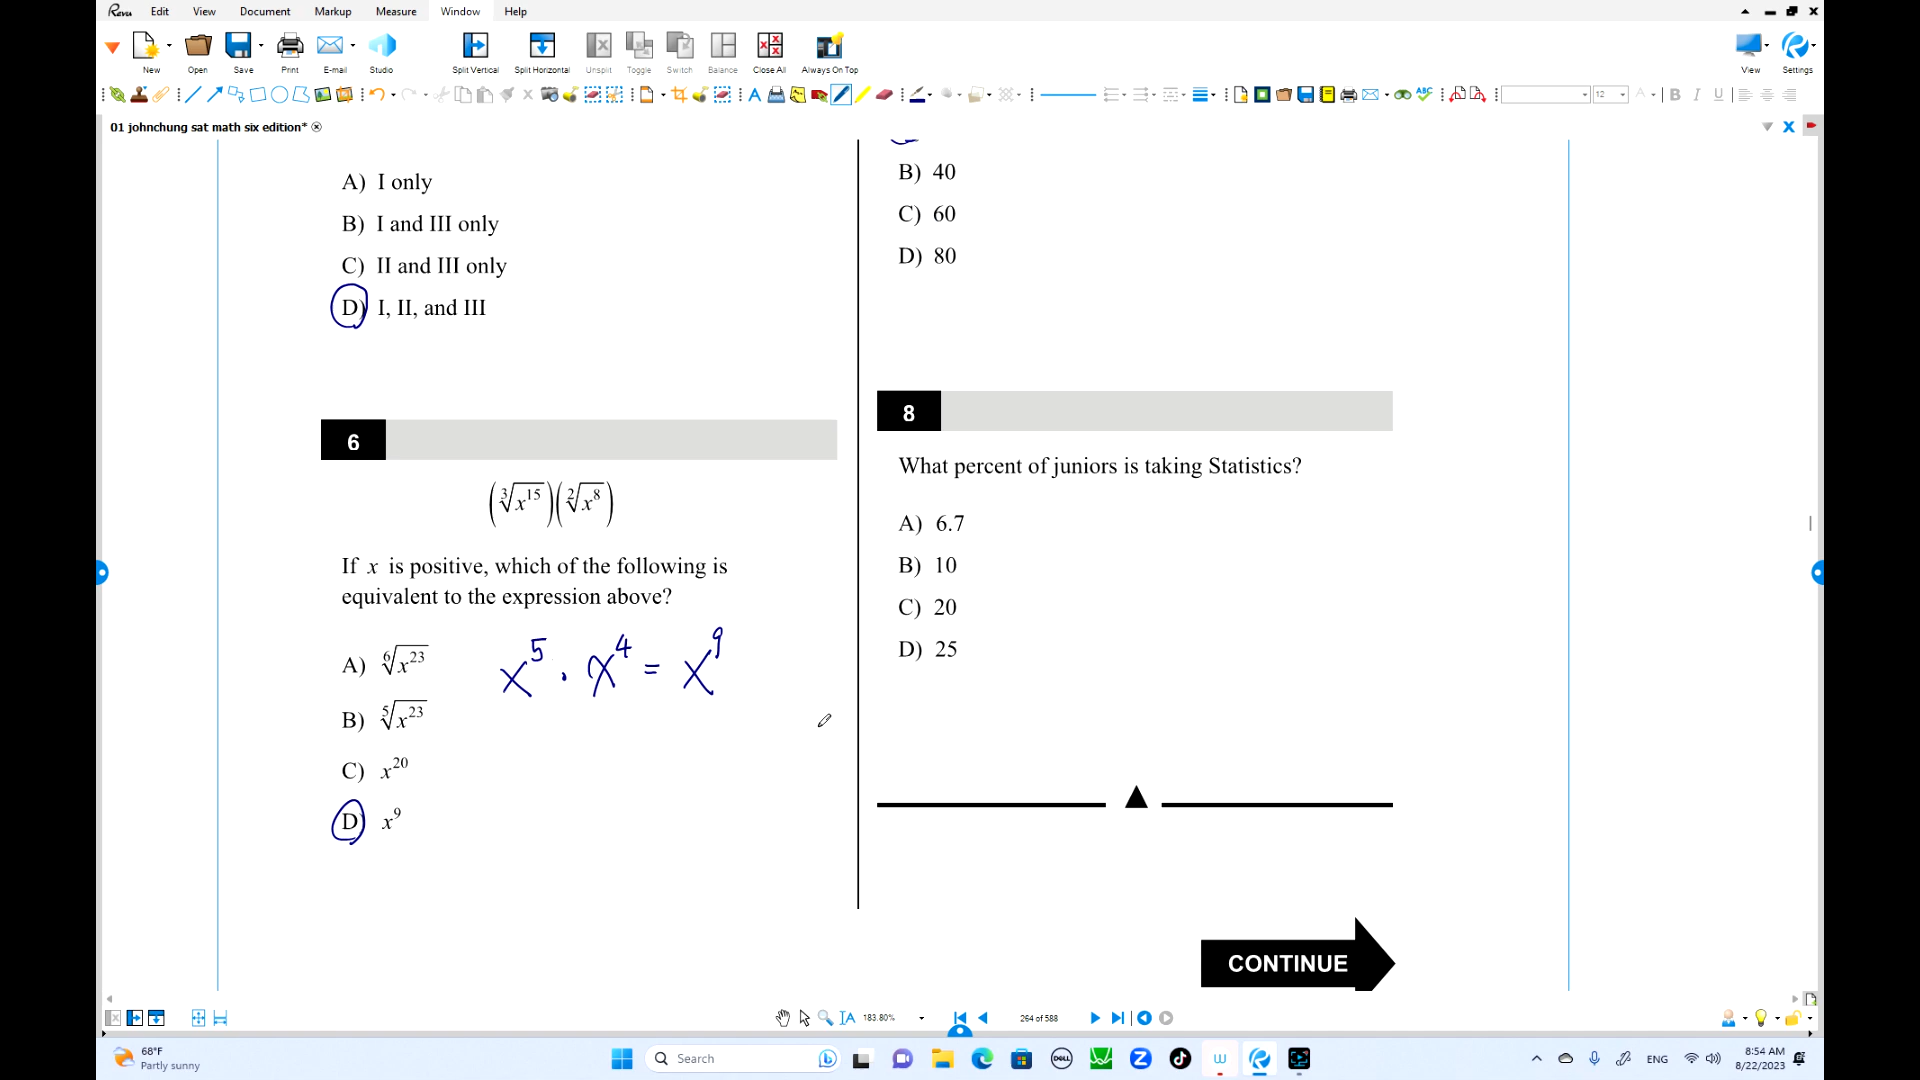 Revu Edit View Document Markup Measure Window Help
New Open Save Print E-mail Studio Split Vertical Split Horizontal Unsplit Toggle Switch Balance Close All Always On Top View Settings
12
01 johnchung sat math six edition*
A) I only
B) I and III only
C) II and III only
D) I, II, and III
6
(∛x¹⁵)(²√x⁸)
If x is positive, which of the following is
equivalent to the expression above?
A) ⁶√x²³
B) ⁵√x²³
C) x²⁰
D) x⁹
x⁵ · x⁴ = x⁹
B) 40
C) 60
D) 80
8
What percent of juniors is taking Statistics?
A) 6.7
B) 10
C) 20
D) 25
CONTINUE
183.80%
264 of 588
68°F
Partly sunny
Search
DELL
ENG
8:54 AM
8/22/2023